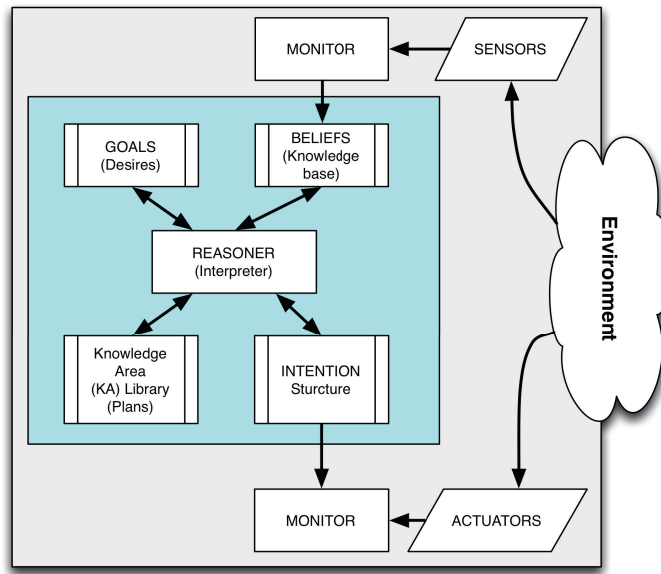 MONITOR
SENSORS
GOALS
(Desires)
BELIEFS
(Knowledge
base)
Environment
REASONER
(Interpreter)
Knowledge
Area
(KA) Library
(Plans)
INTENTION
Sturcture
MONITOR
ACTUATORS